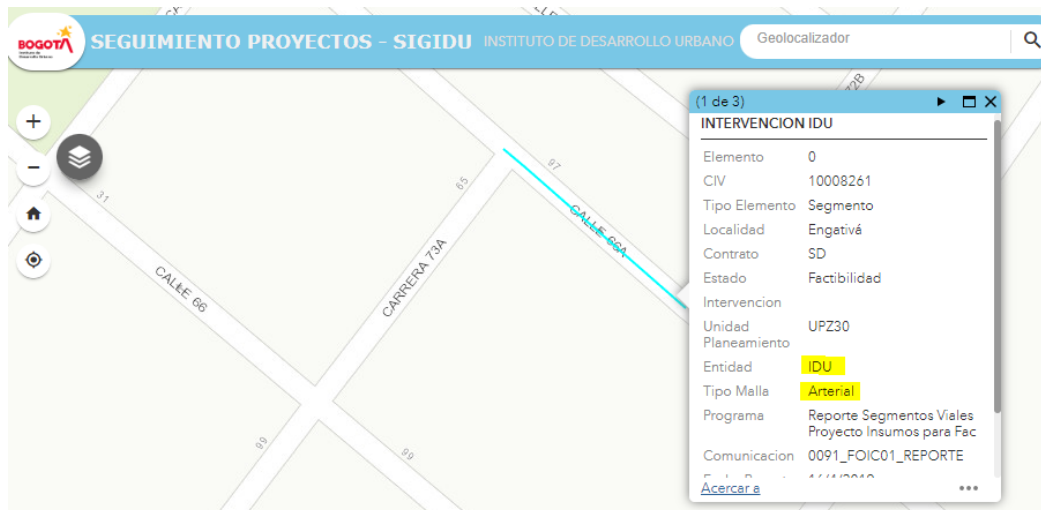 BOGOTÁ
SEGUIMIENTO PROYECTOS - SIGIDU INSTITUTO DE DESARROLLO URBANO
Geolocalizador
72B
(1 de 3)
INTERVENCION IDU
Elemento 0
CIV 10008261
Tipo Elemento Segmento
Localidad Engativá
Contrato SD
Estado Factibilidad
Intervencion
Unidad UPZ30
Planeamiento
Entidad IDU
Tipo Malla Arterial
Programa Reporte Segmentos Viales
Proyecto Insumos para Fac
Comunicacion 0091_FOIC01_REPORTE
Acercar a
97
65
31
CALLE 66A
CARRERA 73A
CALLE 66
99
99